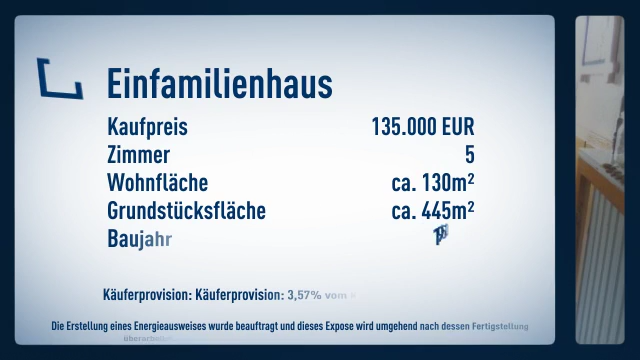 Einfamilienhaus
Kaufpreis 135.000 EUR
Zimmer 5
Wohnfläche ca. 130m²
Grundstücksfläche ca. 445m²
Baujahr
Käuferprovision: Käuferprovision: 3,57% vom
Die Erstellung eines Energieausweises wurde beauftragt und dieses Expose wird umgehend nach dessen Fertigstellung